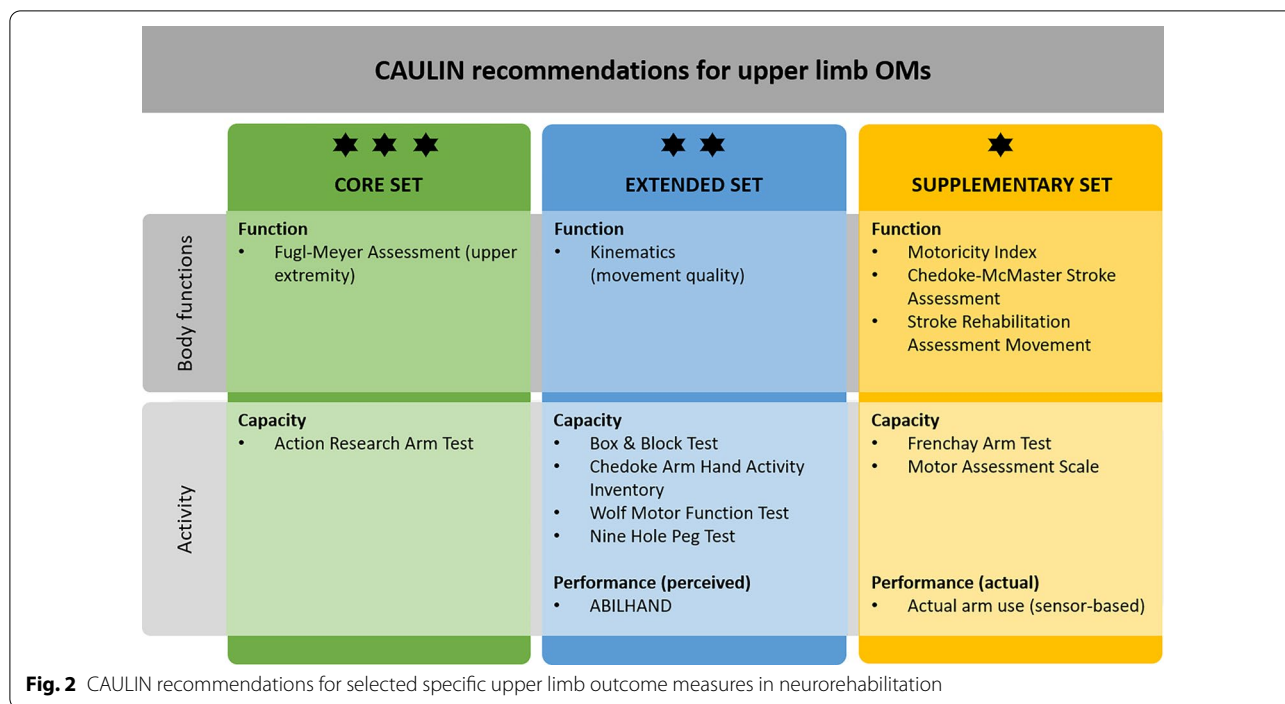 CAULIN recommendations for upper limb OMs
CORE SET
EXTENDED SET
SUPPLEMENTARY SET
Body functions
Function
• Fugl-Meyer Assessment (upper
extremity)
Function
• Kinematics
(movement quality)
Function
• Motoricity Index
• Chedoke-McMaster Stroke
Assessment
• Stroke Rehabilitation
Assessment Movement
Activity
Capacity
• Action Research Arm Test
Capacity
• Box & Block Test
• Chedoke Arm Hand Activity
Inventory
• Wolf Motor Function Test
• Nine Hole Peg Test
Performance (perceived)
• ABILHAND
Capacity
• Frenchay Arm Test
• Motor Assessment Scale
Performance (actual)
• Actual arm use (sensor-based)
Fig. 2 CAULIN recommendations for selected specific upper limb outcome measures in neurorehabilitation